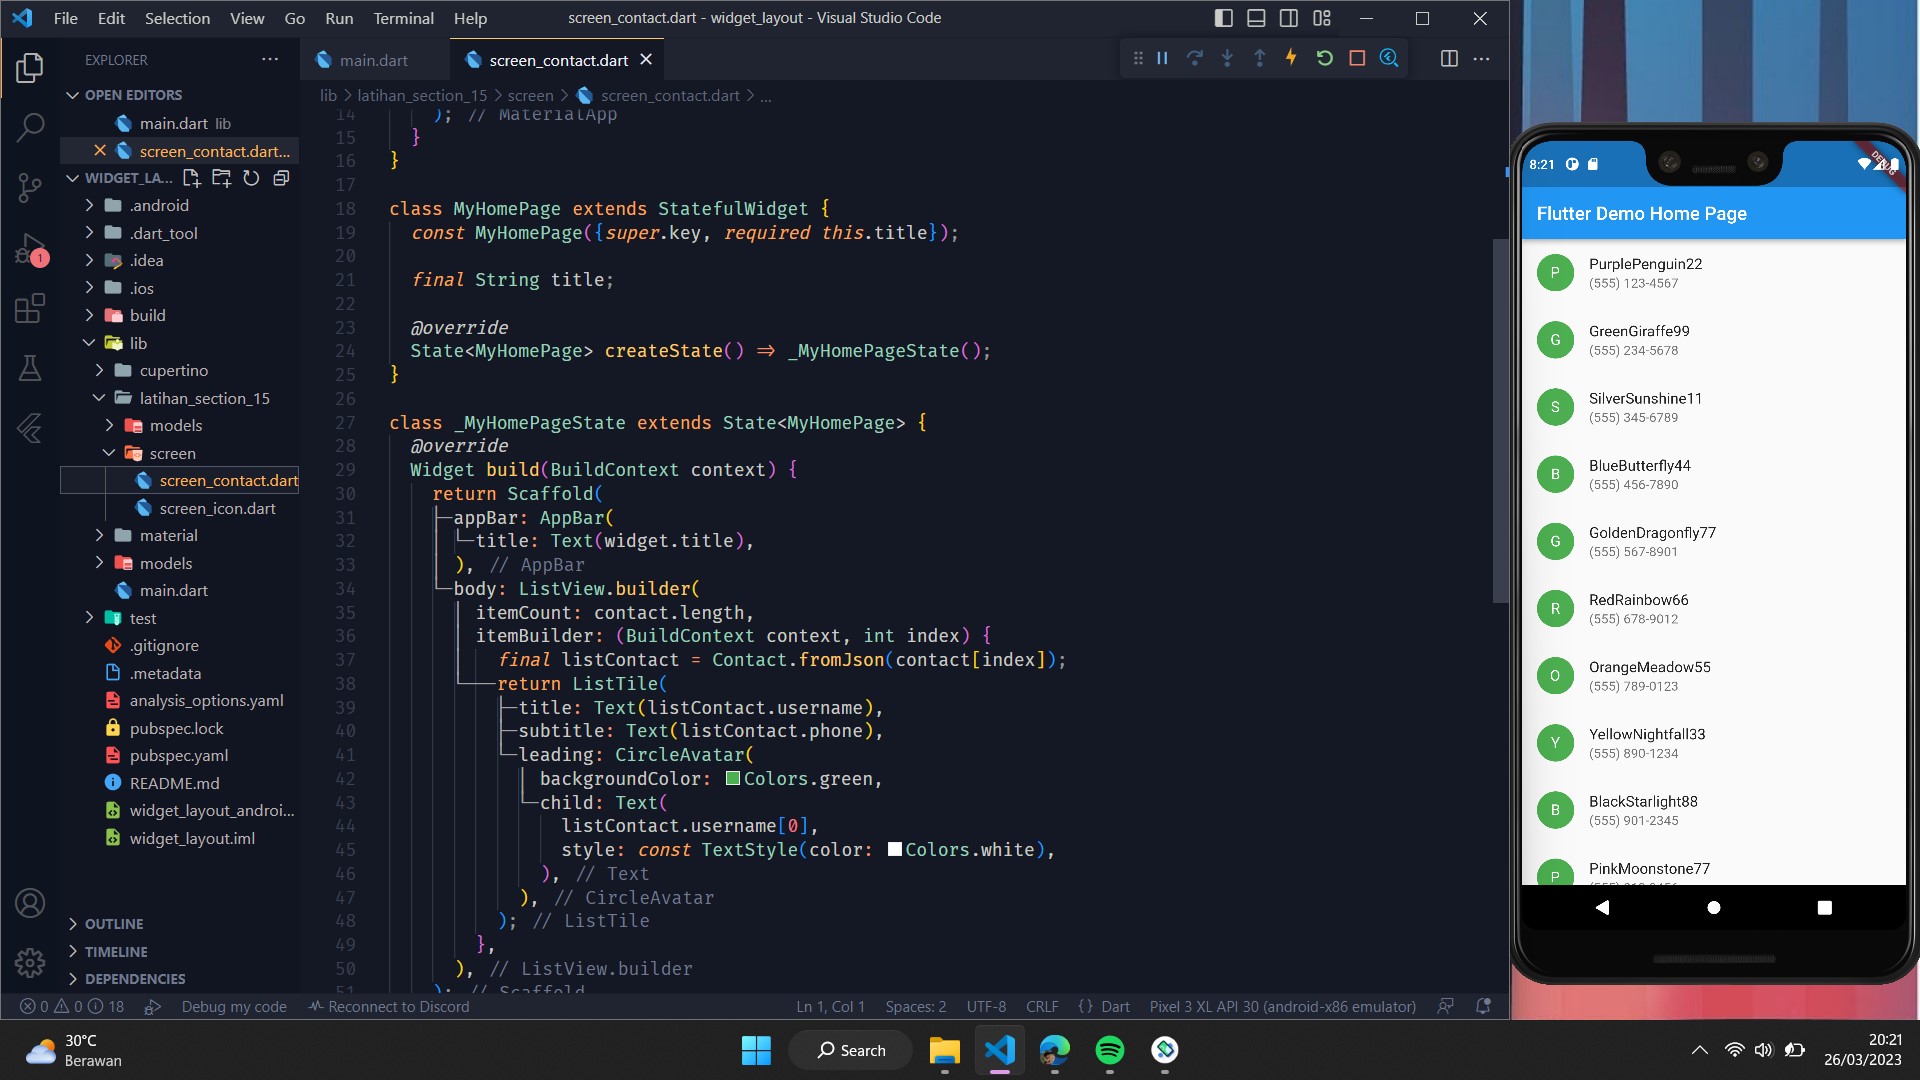 File Edit Selection View Go Run Terminal Help
screen_contact.dart - widget_layout - Visual Studio Code
EXPLORER
OPEN EDITORS
main.dart lib
screen_contact.dart...
WIDGET_LA...
.android
.dart_tool
.idea
.ios
build
lib
cupertino
latihan_section_15
models
screen
screen_contact.dart
screen_icon.dart
material
models
main.dart
test
.gitignore
.metadata
analysis_options.yaml
pubspec.lock
pubspec.yaml
README.md
widget_layout_androi...
widget_layout.iml
OUTLINE
TIMELINE
DEPENDENCIES
1
main.dart
screen_contact.dart
lib > latihan_section_15 > screen > screen_contact.dart > ...
14 ); // MaterialApp
15 }
16 }
17
18 class MyHomePage extends StatefulWidget {
19 const MyHomePage({super.key, required this.title});
20
21 final String title;
22
23 @override
24 State<MyHomePage> createState() => _MyHomePageState();
25 }
26
27 class _MyHomePageState extends State<MyHomePage> {
28 @override
29 Widget build(BuildContext context) {
30 return Scaffold(
31 appBar: AppBar(
32 title: Text(widget.title),
33 ), // AppBar
34 body: ListView.builder(
35 itemCount: contact.length,
36 itemBuilder: (BuildContext context, int index) {
37 final listContact = Contact.fromJson(contact[index]);
38 return ListTile(
39 title: Text(listContact.username),
40 subtitle: Text(listContact.phone),
41 leading: CircleAvatar(
42 backgroundColor: Colors.green,
43 child: Text(
44 listContact.username[0],
45 style: const TextStyle(color: Colors.white),
46 ), // Text
47 ), // CircleAvatar
48 ); // ListTile
49 },
50 ), // ListView.builder
51 ); // Scaffold
0 0 18 Debug my code Reconnect to Discord
Ln 1, Col 1 Spaces: 2 UTF-8 CRLF {} Dart Pixel 3 XL API 30 (android-x86 emulator)
8:21
DEBUG
Flutter Demo Home Page
P PurplePenguin22
(555) 123-4567
G GreenGiraffe99
(555) 234-5678
S SilverSunshine11
(555) 345-6789
B BlueButterfly44
(555) 456-7890
G GoldenDragonfly77
(555) 567-8901
R RedRainbow66
(555) 678-9012
O OrangeMeadow55
(555) 789-0123
Y YellowNightfall33
(555) 890-1234
B BlackStarlight88
(555) 901-2345
P PinkMoonstone77
30°C
Berawan
Search
20:21
26/03/2023